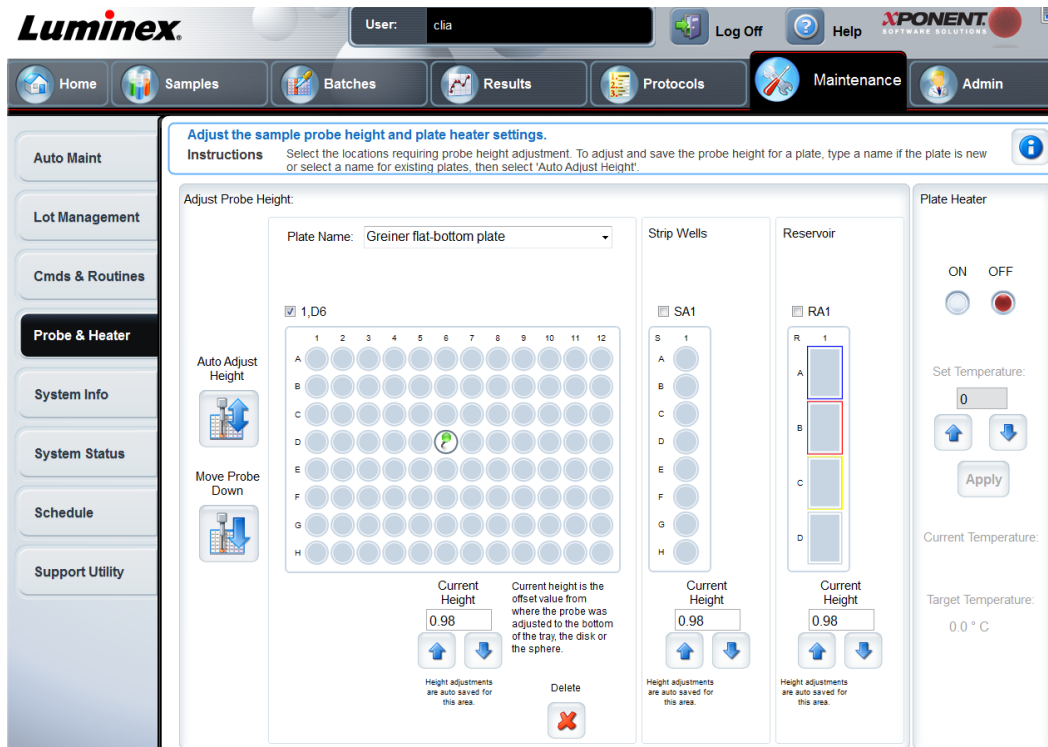 Luminex.
User: clia
Log Off
Help
XPONENT.
SOFTWARE SOLUTIONS
Home
Samples
Batches
Results
Protocols
Maintenance
Admin
Auto Maint
Lot Management
Cmds & Routines
Probe & Heater
System Info
System Status
Schedule
Support Utility
Adjust the sample probe height and plate heater settings.
Instructions Select the locations requiring probe height adjustment. To adjust and save the probe height for a plate, type a name if the plate is new
or select a name for existing plates, then select 'Auto Adjust Height'.
Adjust Probe Height:
Auto Adjust
Height
Move Probe
Down
Plate Name: Greiner flat-bottom plate
1,D6
1 2 3 4 5 6 7 8 9 10 11 12
A
B
C
D
E
F
G
H
Current
Height
0.98
Height adjustments
are auto saved for
this area.
Current height is the
offset value from
where the probe was
adjusted to the bottom
of the tray, the disk or
the sphere.
Delete
Strip Wells
SA1
S 1
A
B
C
D
E
F
G
H
Current
Height
0.98
Height adjustments
are auto saved for
this area.
Reservoir
RA1
R 1
A
B
C
D
Current
Height
0.98
Height adjustments
are auto saved for
this area.
Plate Heater
ON OFF
Set Temperature:
0
Apply
Current Temperature:
Target Temperature:
0.0 ° C